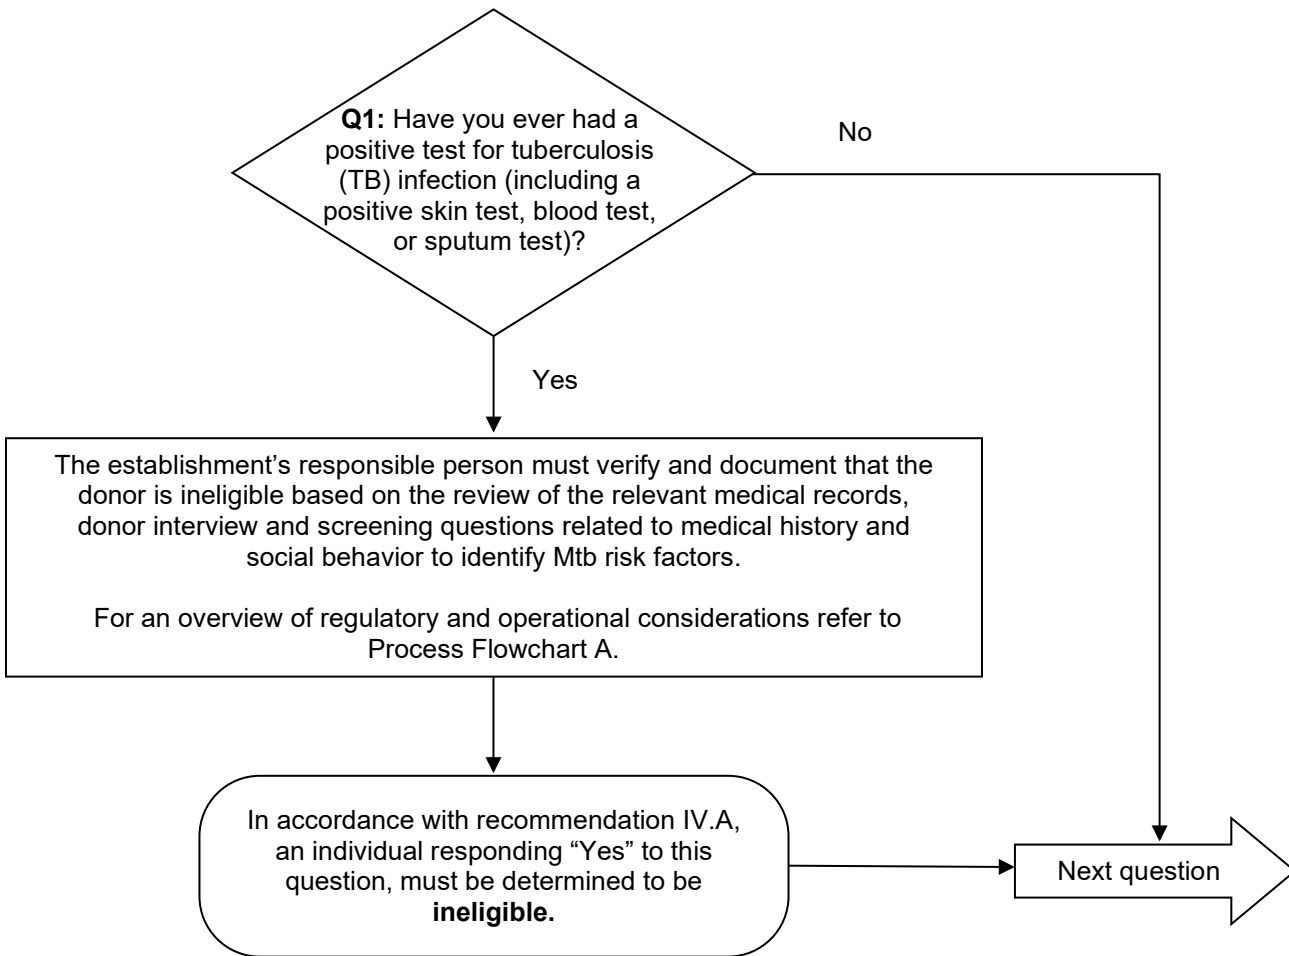 Q1: Have you ever had a
positive test for tuberculosis
(TB) infection (including a
positive skin test, blood test,
or sputum test)?
No
Yes
The establishment’s responsible person must verify and document that the
donor is ineligible based on the review of the relevant medical records,
donor interview and screening questions related to medical history and
social behavior to identify Mtb risk factors.
For an overview of regulatory and operational considerations refer to
Process Flowchart A.
In accordance with recommendation IV.A,
an individual responding “Yes” to this
question, must be determined to be
ineligible.
Next question